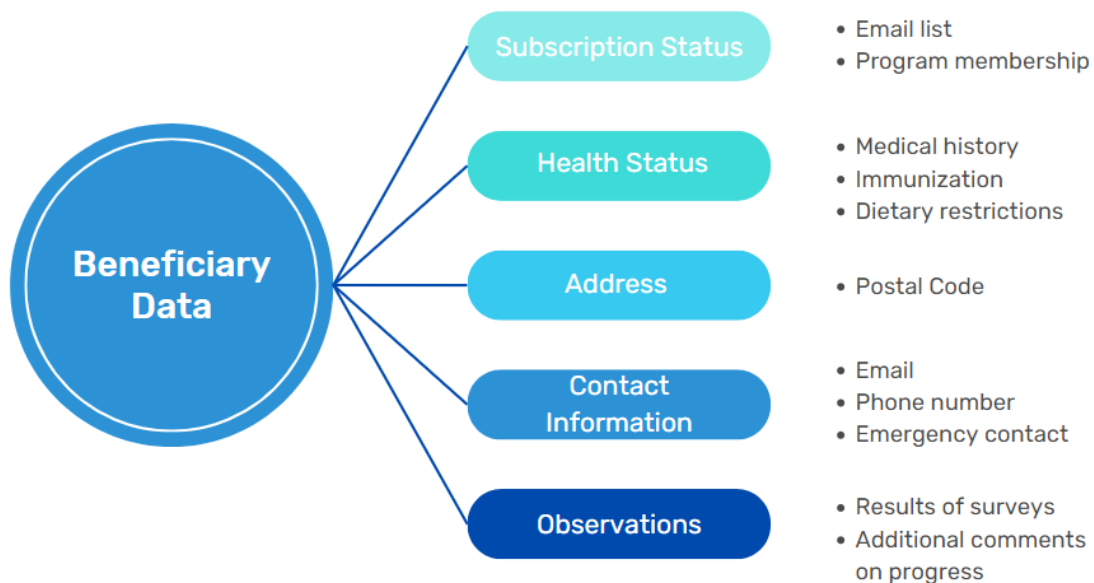 Beneficiary
Data
Subscription Status
• Email list
• Program membership
Health Status
• Medical history
• Immunization
• Dietary restrictions
Address
• Postal Code
Contact
Information
• Email
• Phone number
• Emergency contact
Observations
• Results of surveys
• Additional comments
on progress